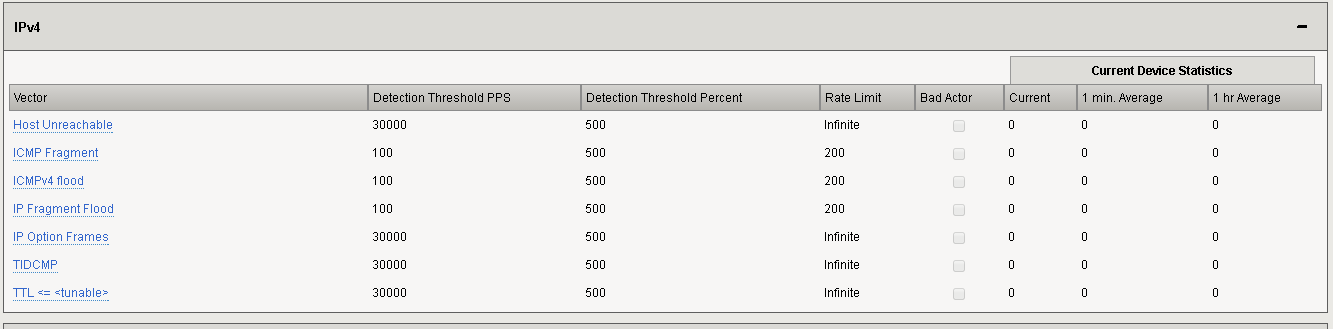 IPv4 −
Current Device Statistics
Vector Detection Threshold PPS Detection Threshold Percent Rate Limit Bad Actor Current 1 min. Average 1 hr Average
Host Unreachable 30000 500 Infinite 0 0 0
ICMP Fragment 100 500 200 0 0 0
ICMPv4 flood 100 500 200 0 0 0
IP Fragment Flood 100 500 200 0 0 0
IP Option Frames 30000 500 Infinite 0 0 0
TIDCMP 30000 500 Infinite 0 0 0
TTL <= <tunable> 30000 500 Infinite 0 0 0